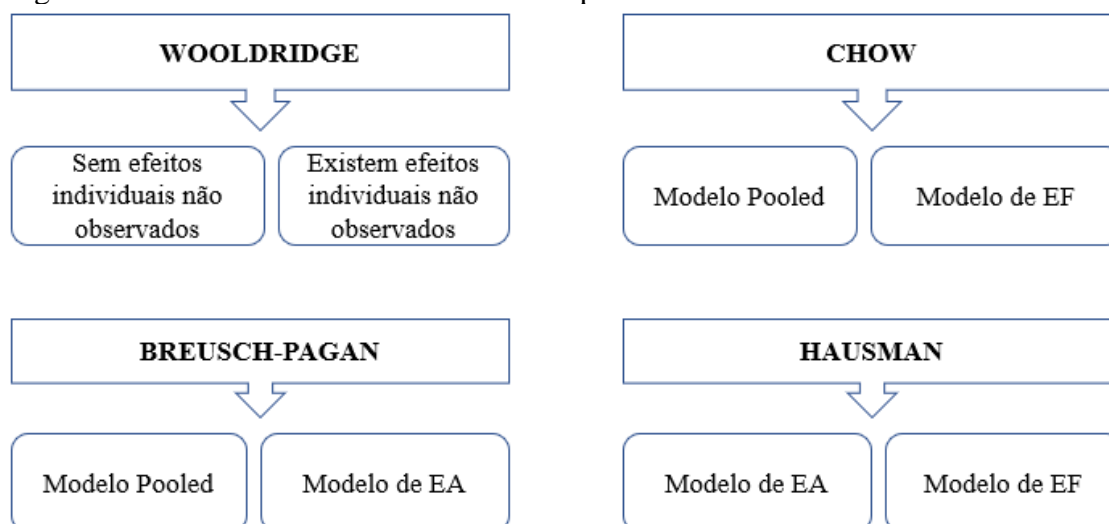 WOOLDRIDGE
CHOW
Sem efeitos
individuais não
observados
Existem efeitos
individuais não
observados
Modelo Pooled
Modelo de EF
BREUSCH-PAGAN
HAUSMAN
Modelo Pooled
Modelo de EA
Modelo de EA
Modelo de EF